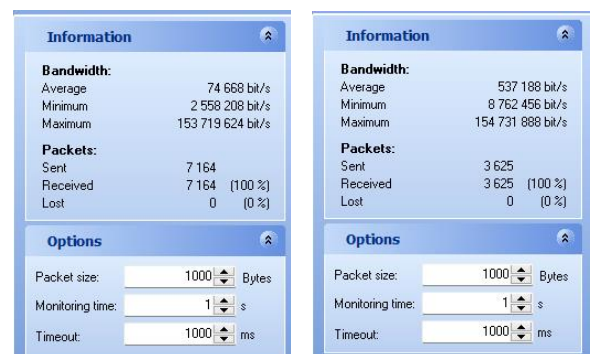 Information
Bandwidth:
Average 74 668 bit/s
Minimum 2 558 208 bit/s
Maximum 153 719 624 bit/s
Packets:
Sent 7 164
Received 7 164 (100 %)
Lost 0 (0 %)
Options
Packet size: 1000 Bytes
Monitoring time: 1 s
Timeout: 1000 ms
Information
Bandwidth:
Average 537 188 bit/s
Minimum 8 762 456 bit/s
Maximum 154 731 888 bit/s
Packets:
Sent 3 625
Received 3 625 (100 %)
Lost 0 (0 %)
Options
Packet size: 1000 Bytes
Monitoring time: 1 s
Timeout: 1000 ms